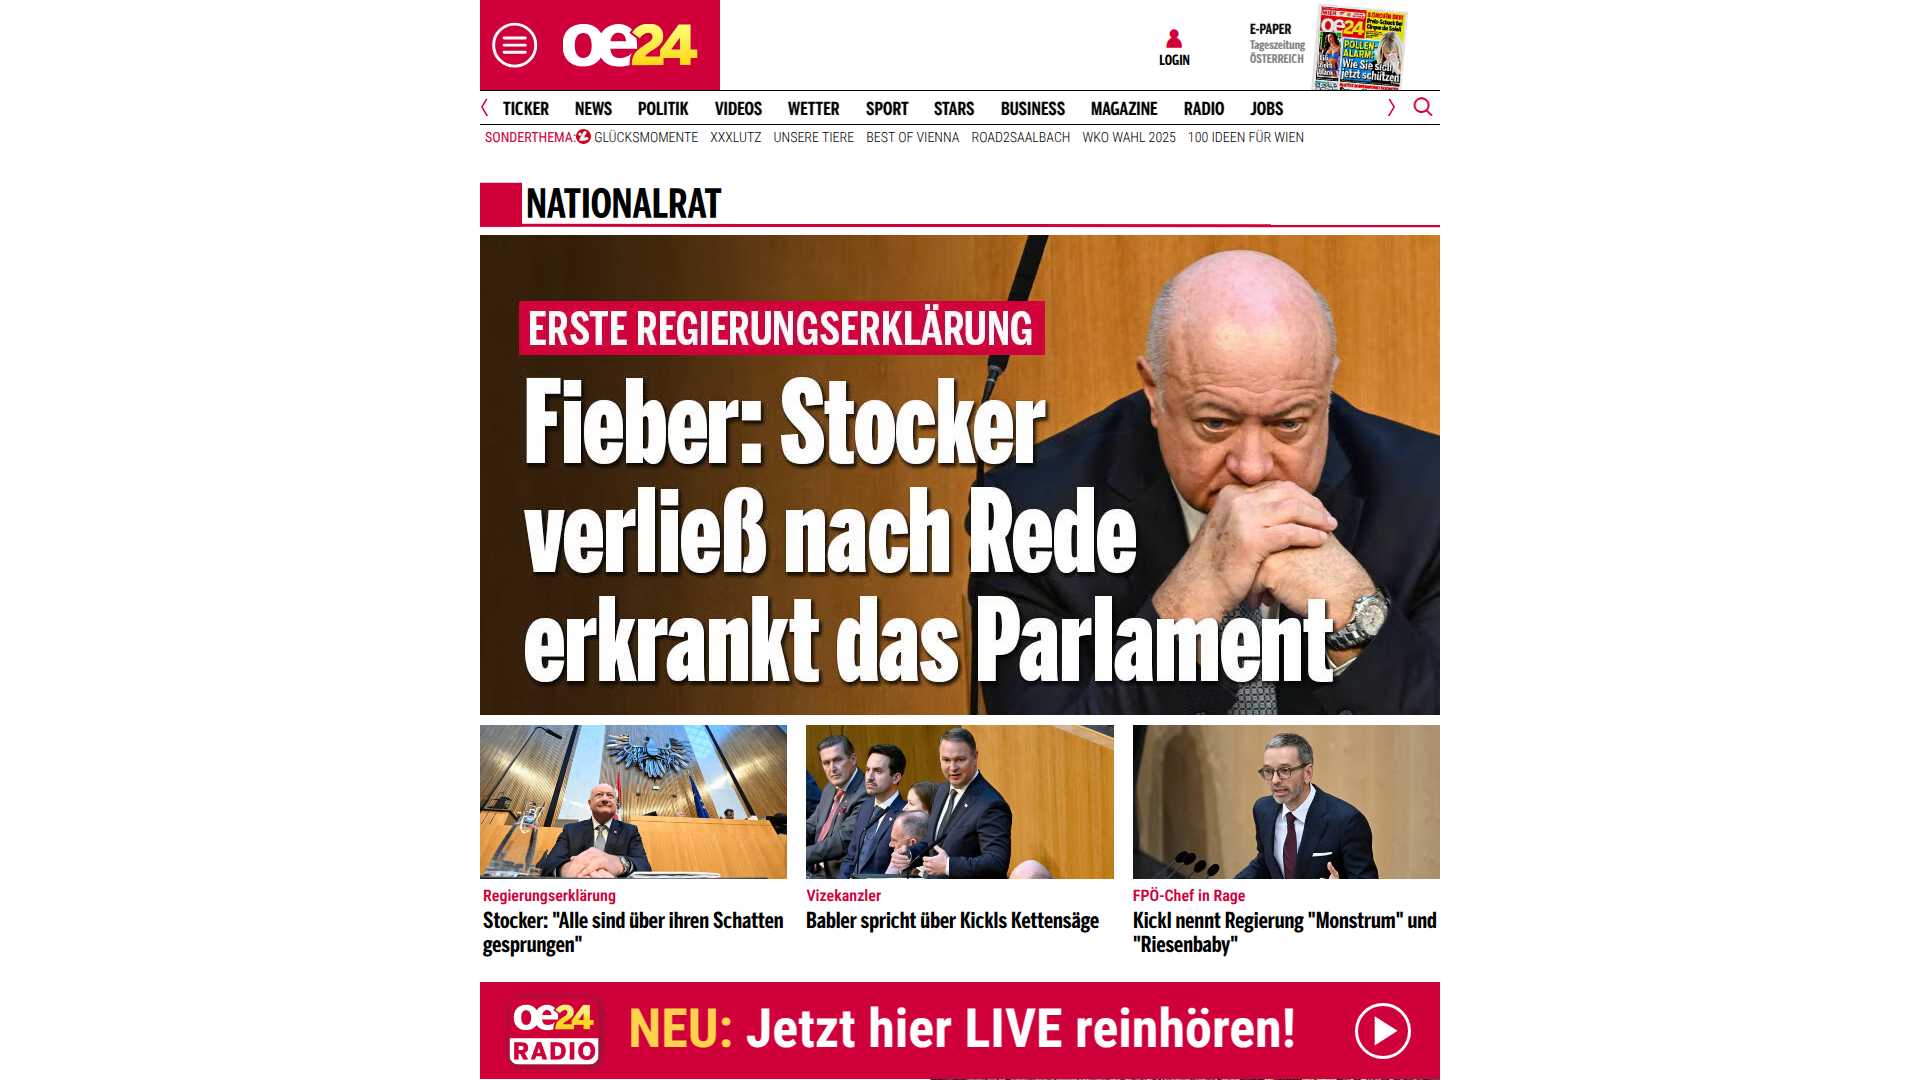 oe24
LOGIN
E-PAPER
Tageszeitung
ÖSTERREICH
oe24
POLLEN-
ALARM:
Wie Sie sich
jetzt schützen
TICKER NEWS POLITIK VIDEOS WETTER SPORT STARS BUSINESS MAGAZINE RADIO JOBS
SONDERTHEMA: GLÜCKSMOMENTE XXXLUTZ UNSERE TIERE BEST OF VIENNA ROAD2SAALBACH WKO WAHL 2025 100 IDEEN FÜR WIEN
NATIONALRAT
ERSTE REGIERUNGSERKLÄRUNG
Fieber: Stocker
verließ nach Rede
erkrankt das Parlament
Regierungserklärung
Stocker: "Alle sind über ihren Schatten
gesprungen"
Vizekanzler
Babler spricht über Kickls Kettensäge
FPÖ-Chef in Rage
Kickl nennt Regierung "Monstrum" und
"Riesenbaby"
oe24
RADIO
NEU: Jetzt hier LIVE reinhören!